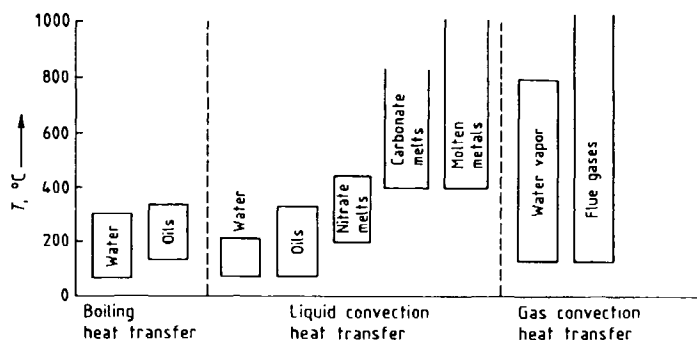 1000
800
600
400
200
0
T, °C
Water
Oils
Water
Oils
Nitrate
melts
Carbonate
melts
Molten
metals
Water vapor
Flue gases
Boiling
heat transfer
Liquid convection
heat transfer
Gas convection
heat transfer